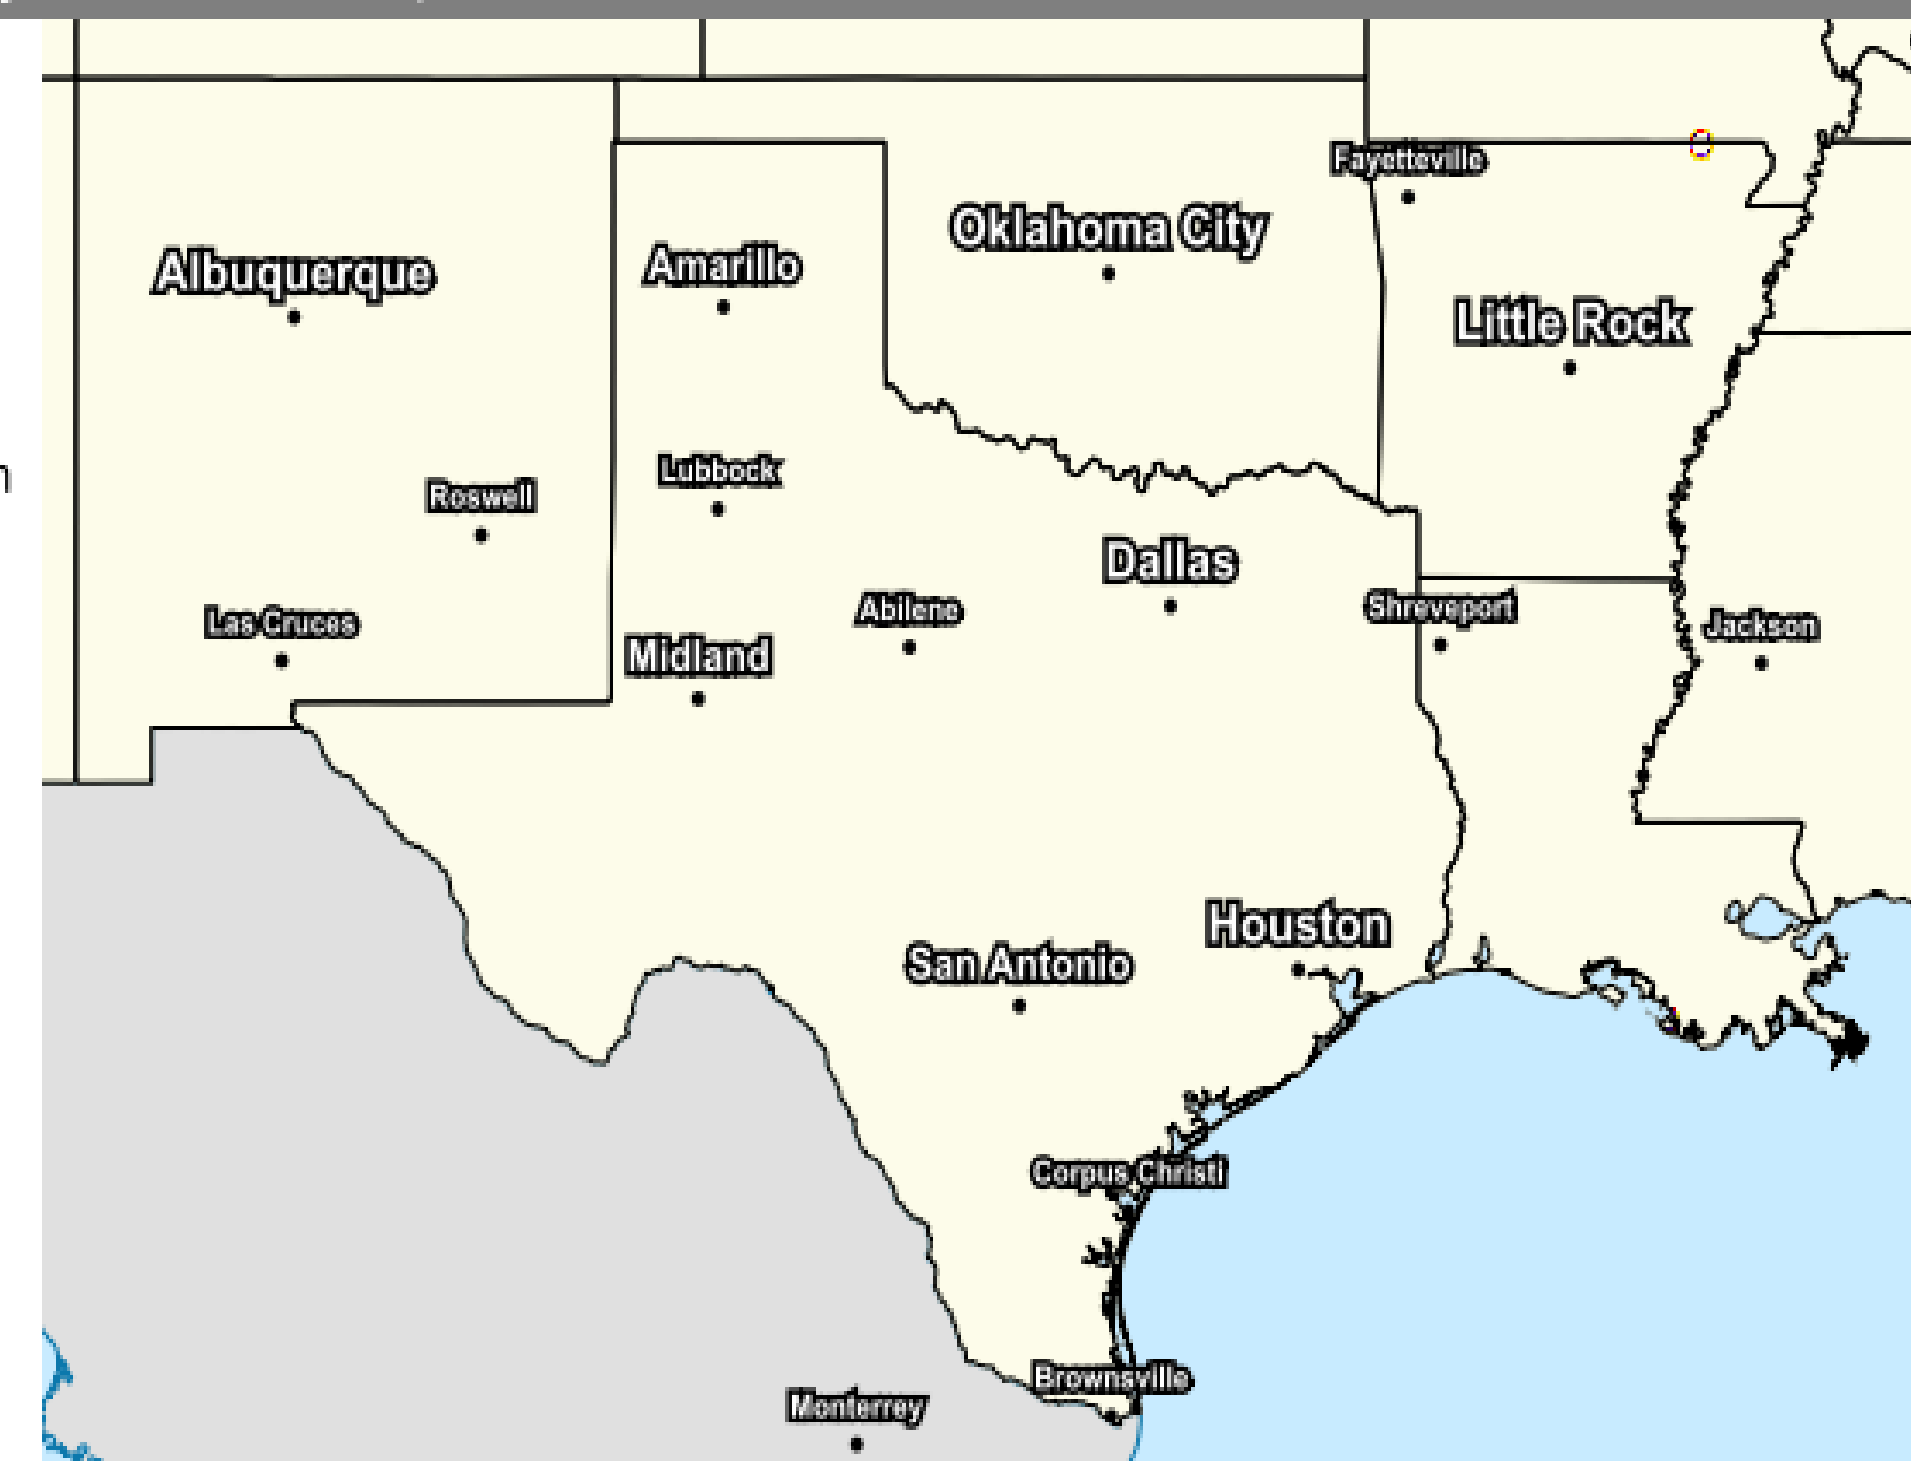 Fayetteville
Oklahoma City
Albuquerque
Amarillo
Little Rock
Lubbock
Roswell
Dallas
Abilene
Shreveport
Las Cruces
Jackson
Midland
Houston
San Antonio
Corpus Christi
Brownsville
Monterrey